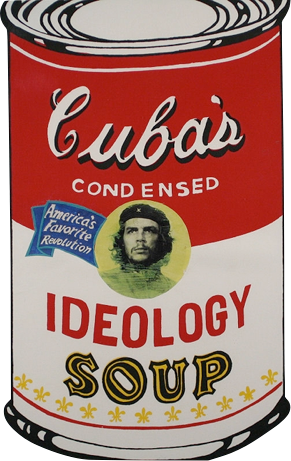 Cuba's
CONDENSED
America's
Favorite
Revolution
IDEOLOGY
SOUP